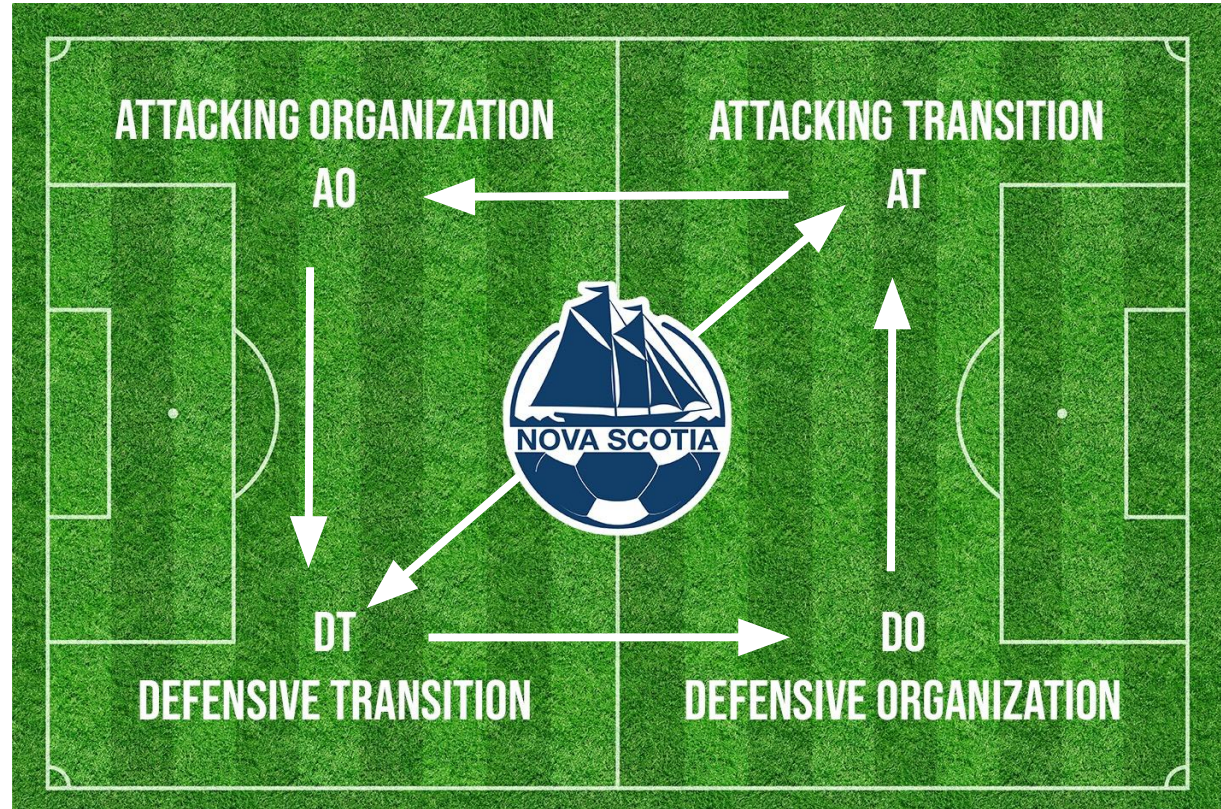 ATTACKING ORGANIZATION
AO
ATTACKING TRANSITION
AT
NOVA SCOTIA
DT
DEFENSIVE TRANSITION
DO
DEFENSIVE ORGANIZATION